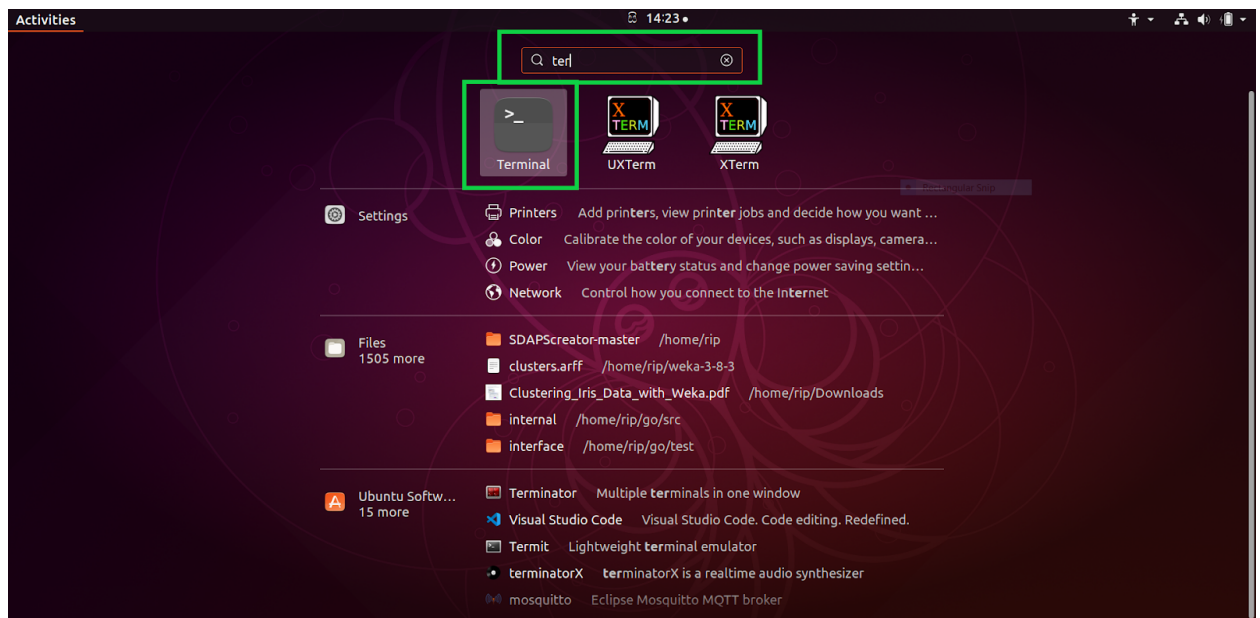 Activities
14:23
ter
>_
Terminal
X
TERM
UXTerm
X
TERM
XTerm
Rectangular Snip
Settings
Printers Add printers, view printer jobs and decide how you want …
Color Calibrate the color of your devices, such as displays, camera…
Power View your battery status and change power saving settin…
Network Control how you connect to the Internet
Files
1505 more
SDAPScreator-master /home/rip
clusters.arff /home/rip/weka-3-8-3
Clustering_Iris_Data_with_Weka.pdf /home/rip/Downloads
internal /home/rip/go/src
interface /home/rip/go/test
Ubuntu Softw…
15 more
Terminator Multiple terminals in one window
Visual Studio Code Visual Studio Code. Code editing. Redefined.
Termit Lightweight terminal emulator
terminatorX terminatorX is a realtime audio synthesizer
mosquitto Eclipse Mosquitto MQTT broker